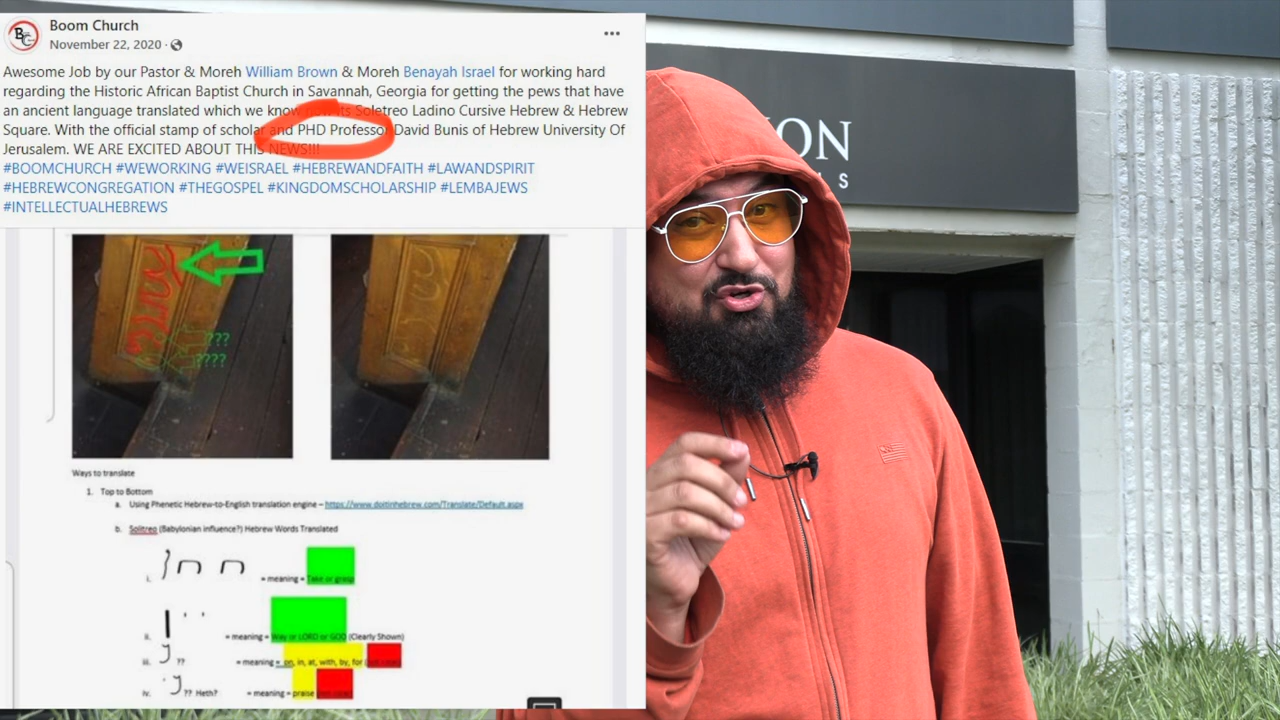 Boom Church
November 22, 2020 ·
Awesome Job by our Pastor & Moreh William Brown & Moreh Benayah Israel for working hard
regarding the Historic African Baptist Church in Savannah, Georgia for getting the pews that have
an ancient language translated which we know its Soletreo Ladino Cursive Hebrew & Hebrew
Square. With the official stamp of scholar and PHD Professor David Bunis of Hebrew University Of
Jerusalem. WE ARE EXCITED ABOUT THIS NEWS!!!
#BOOMCHURCH #WEWORKING #WEISRAEL #HEBREWANDFAITH #LAWANDSPIRIT
#HEBREWCONGREGATION #THEGOSPEL #KINGDOMSCHOLARSHIP #LEMBAJEWS
#INTELLECTUALHEBREWS
???
????
Ways to translate
1. Top to Bottom
a. Using Phenetic Hebrew-to-English translation engine – https://www.doitinhebrew.com/Translate/Default.aspx
b. Solitreo (Babylonian influence?) Hebrew Words Translated
i. = meaning = Take or grasp
ii. = meaning = Way or LORD or GOD (Clearly Shown)
iii. ?? = meaning = on, in, at, with, by, for
iv. ?? Heth? = meaning = praise
ON
L S